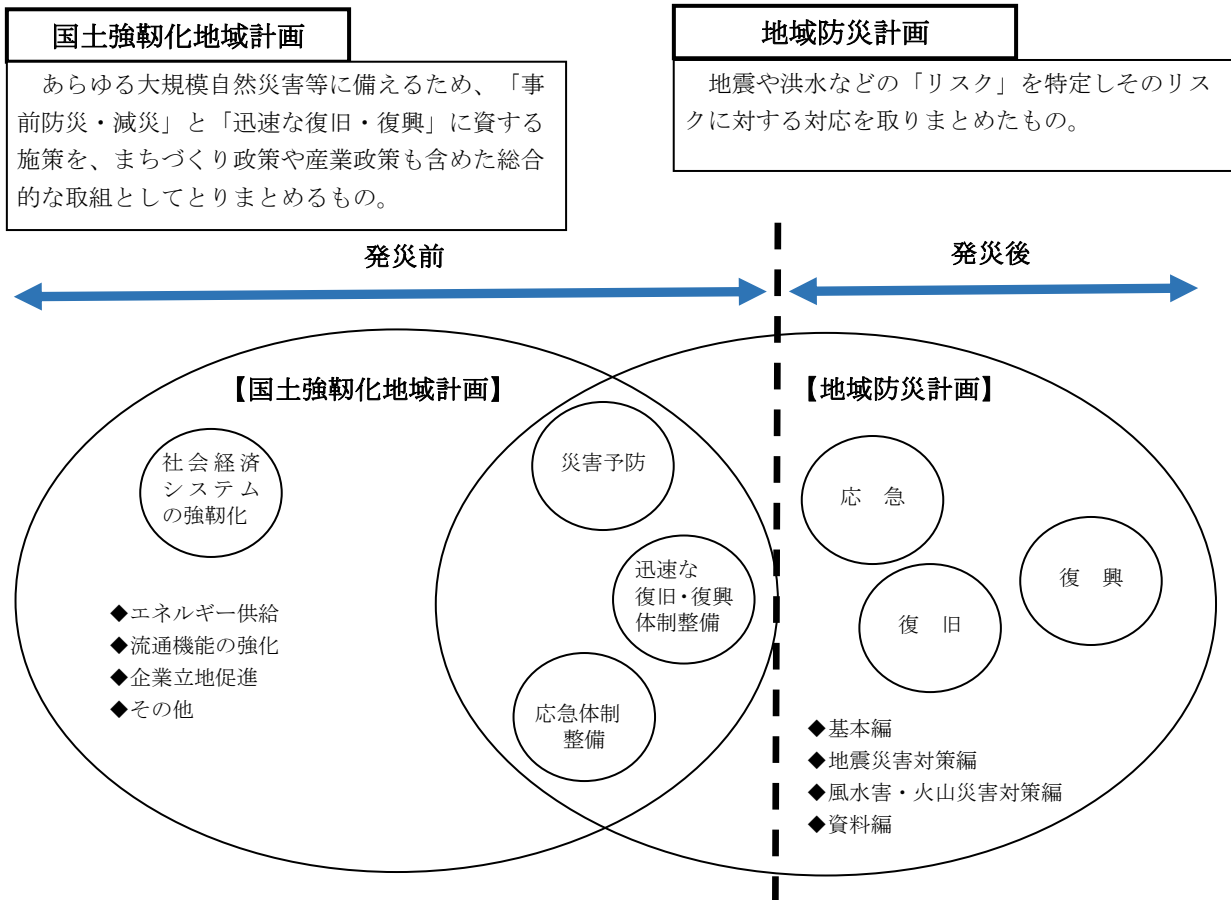 国土強靭化地域計画
あらゆる大規模自然災害等に備えるため、「事
前防災・減災」と「迅速な復旧・復興」に資する
施策を、まちづくり政策や産業政策も含めた総合
的な取組としてとりまとめるもの。
地域防災計画
地震や洪水などの「リスク」を特定しそのリス
クに対する対応を取りまとめたもの。
発災前
発災後
【国土強靭化地域計画】
社会経済
システム
の強靭化
◆エネルギー供給
◆流通機能の強化
◆企業立地促進
◆その他
災害予防
迅速な
復旧・復興
体制整備
応急体制
整備
【地域防災計画】
応 急
復 旧
復 興
◆基本編
◆地震災害対策編
◆風水害・火山災害対策編
◆資料編